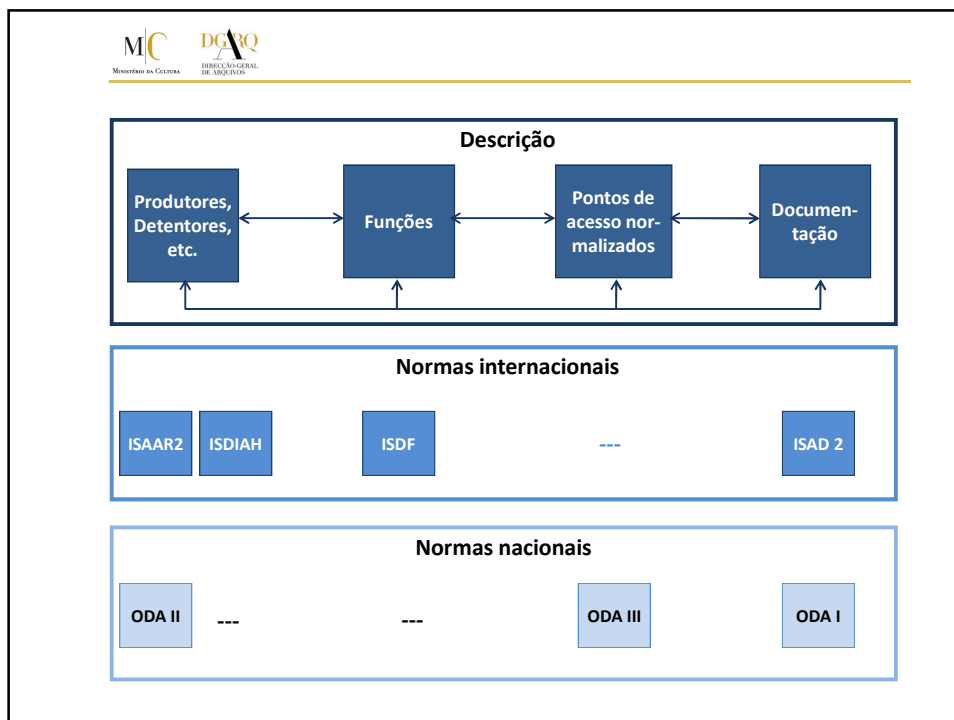 M|C
MINISTÉRIO DA CULTURA
DGARQ
DIRECÇÃO-GERAL
DE ARQUIVOS
Descrição
Produtores,
Detentores,
etc.
Funções
Pontos de
acesso nor-
malizados
Documen-
tação
Normas internacionais
ISAAR2
ISDIAH
ISDF
---
ISAD 2
Normas nacionais
ODA II
---
---
ODA III
ODA I